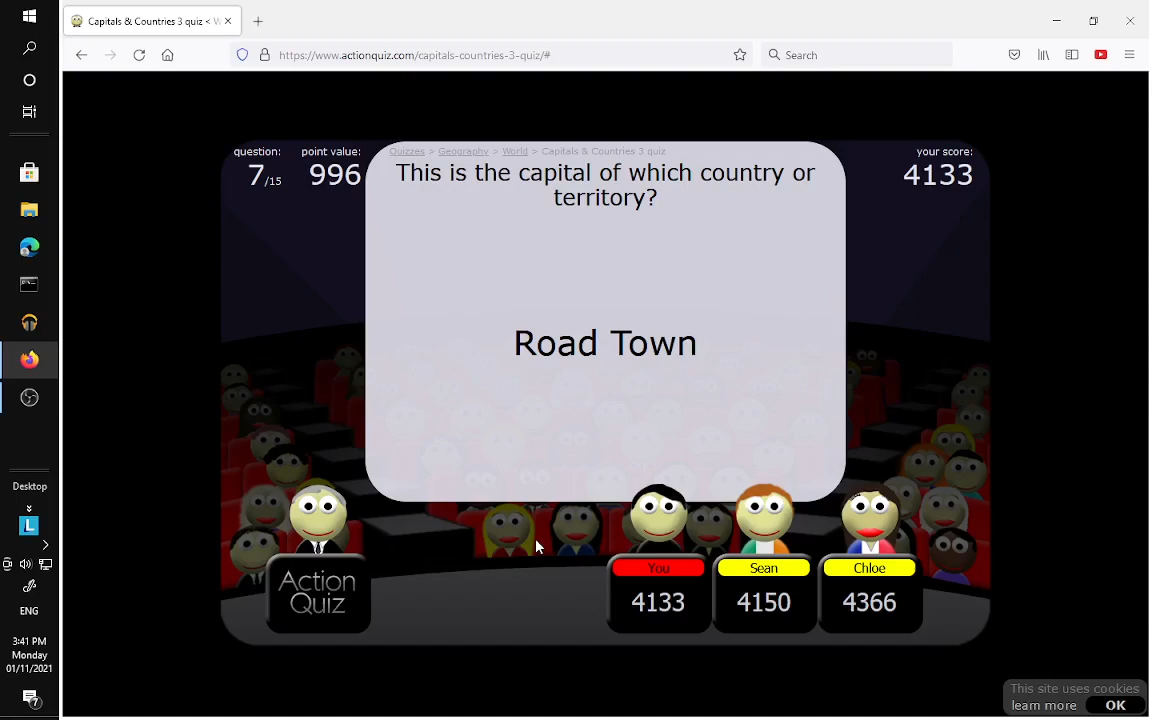 Capitals & Countries 3 quiz < W
https://www.actionquiz.com/capitals-countries-3-quiz/#
Search
question:
7/15
point value:
996
Quizzes > Geography > World > Capitals & Countries 3 quiz
your score:
4133
This is the capital of which country or
territory?
Road Town
Action
Quiz
You
4133
Sean
4150
Chloe
4366
Desktop
L
ENG
3:41 PM
Monday
01/11/2021
7
This site uses cookies
learn more
OK